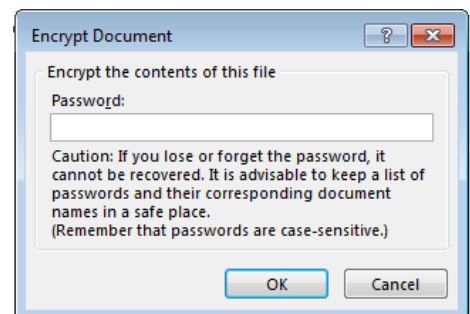 Encrypt Document
Encrypt the contents of this file
Password:
Caution: If you lose or forget the password, it
cannot be recovered. It is advisable to keep a list of
passwords and their corresponding document
names in a safe place.
(Remember that passwords are case-sensitive.)
OK Cancel